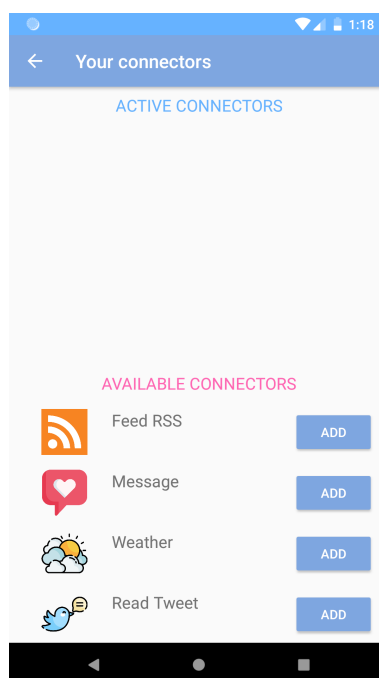 1:18
Your connectors
ACTIVE CONNECTORS
AVAILABLE CONNECTORS
Feed RSS
ADD
Message
ADD
Weather
ADD
Read Tweet
ADD